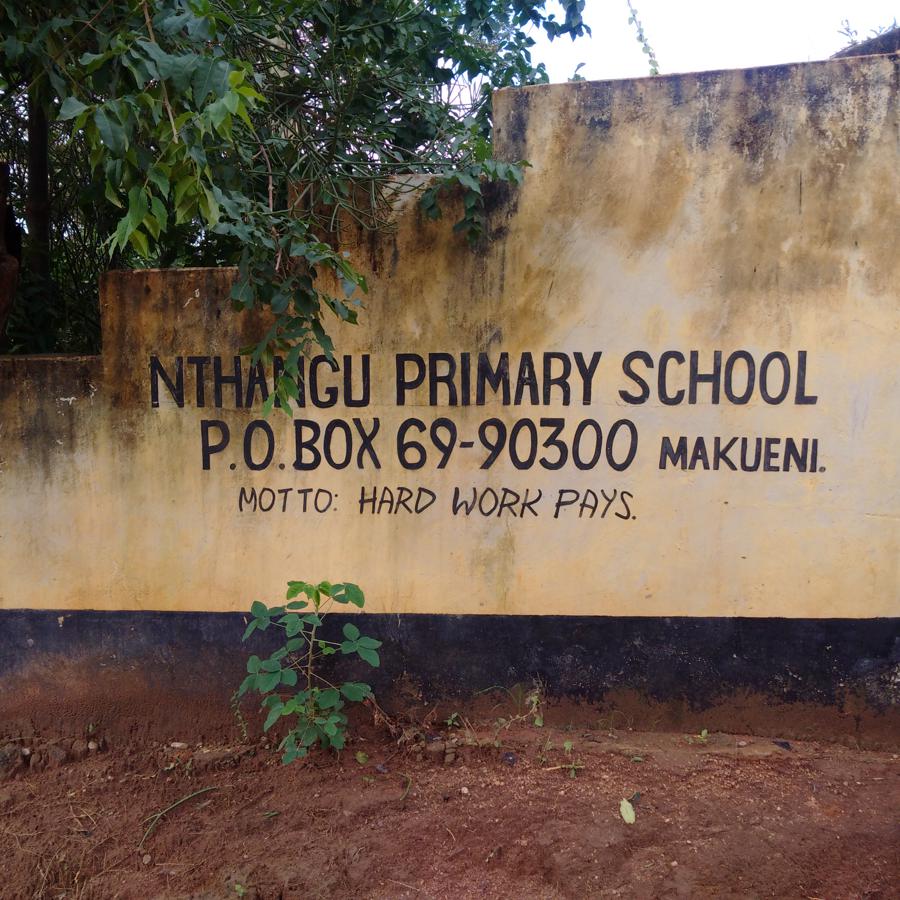 NTHANGU PRIMARY SCHOOL
P.O. BOX 69-90300 MAKUENI.
MOTTO: HARD WORK PAYS.